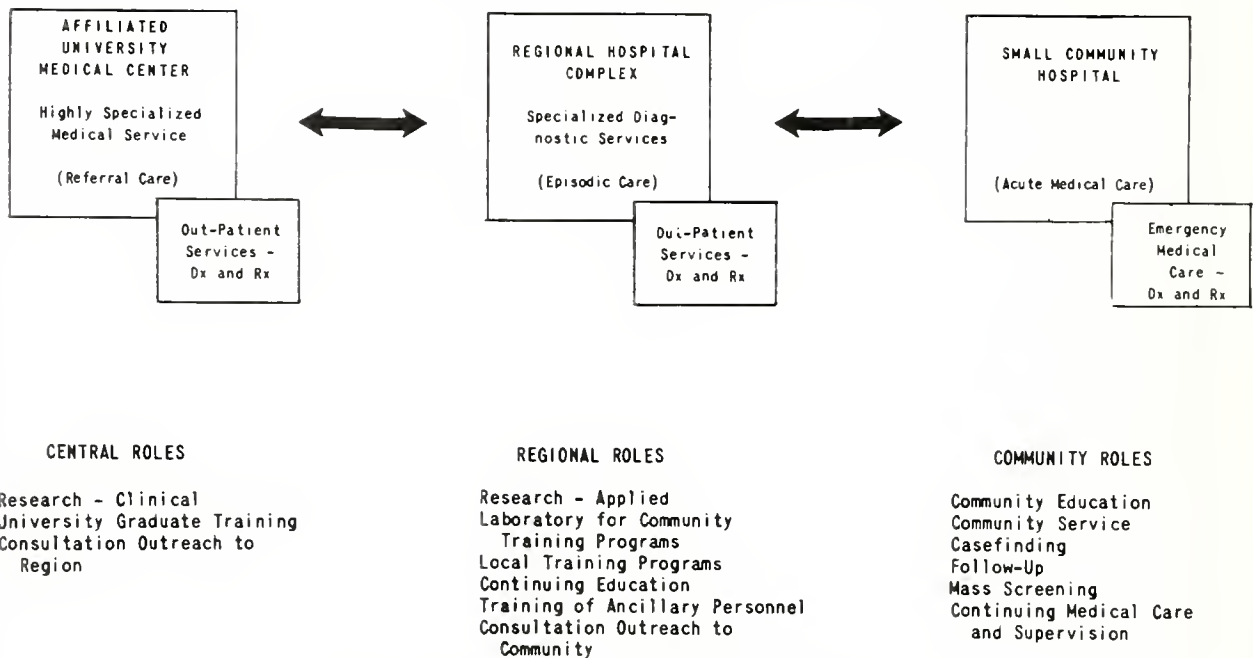 AFFILIATED
UNIVERSITY
MEDICAL CENTER
Highly Specialized
Medical Service
(Referral Care)
Out-Patient
Services -
Dx and Rx
REGIONAL HOSPITAL
COMPLEX
Specialized Diag-
nostic Services
(Episodic Care)
Out-Patient
Services -
Dx and Rx
SMALL COMMUNITY
HOSPITAL
(Acute Medical Care)
Emergency
Medical
Care -
Dx and Rx
CENTRAL ROLES
Research - Clinical
University Graduate Training
Consultation Outreach to
Region
REGIONAL ROLES
Research - Applied
Laboratory for Community
Training Programs
Local Training Programs
Continuing Education
Training of Ancillary Personnel
Consultation Outreach to
Community
COMMUNITY ROLES
Community Education
Community Service
Casefinding
Follow-Up
Mass Screening
Continuing Medical Care
and Supervision